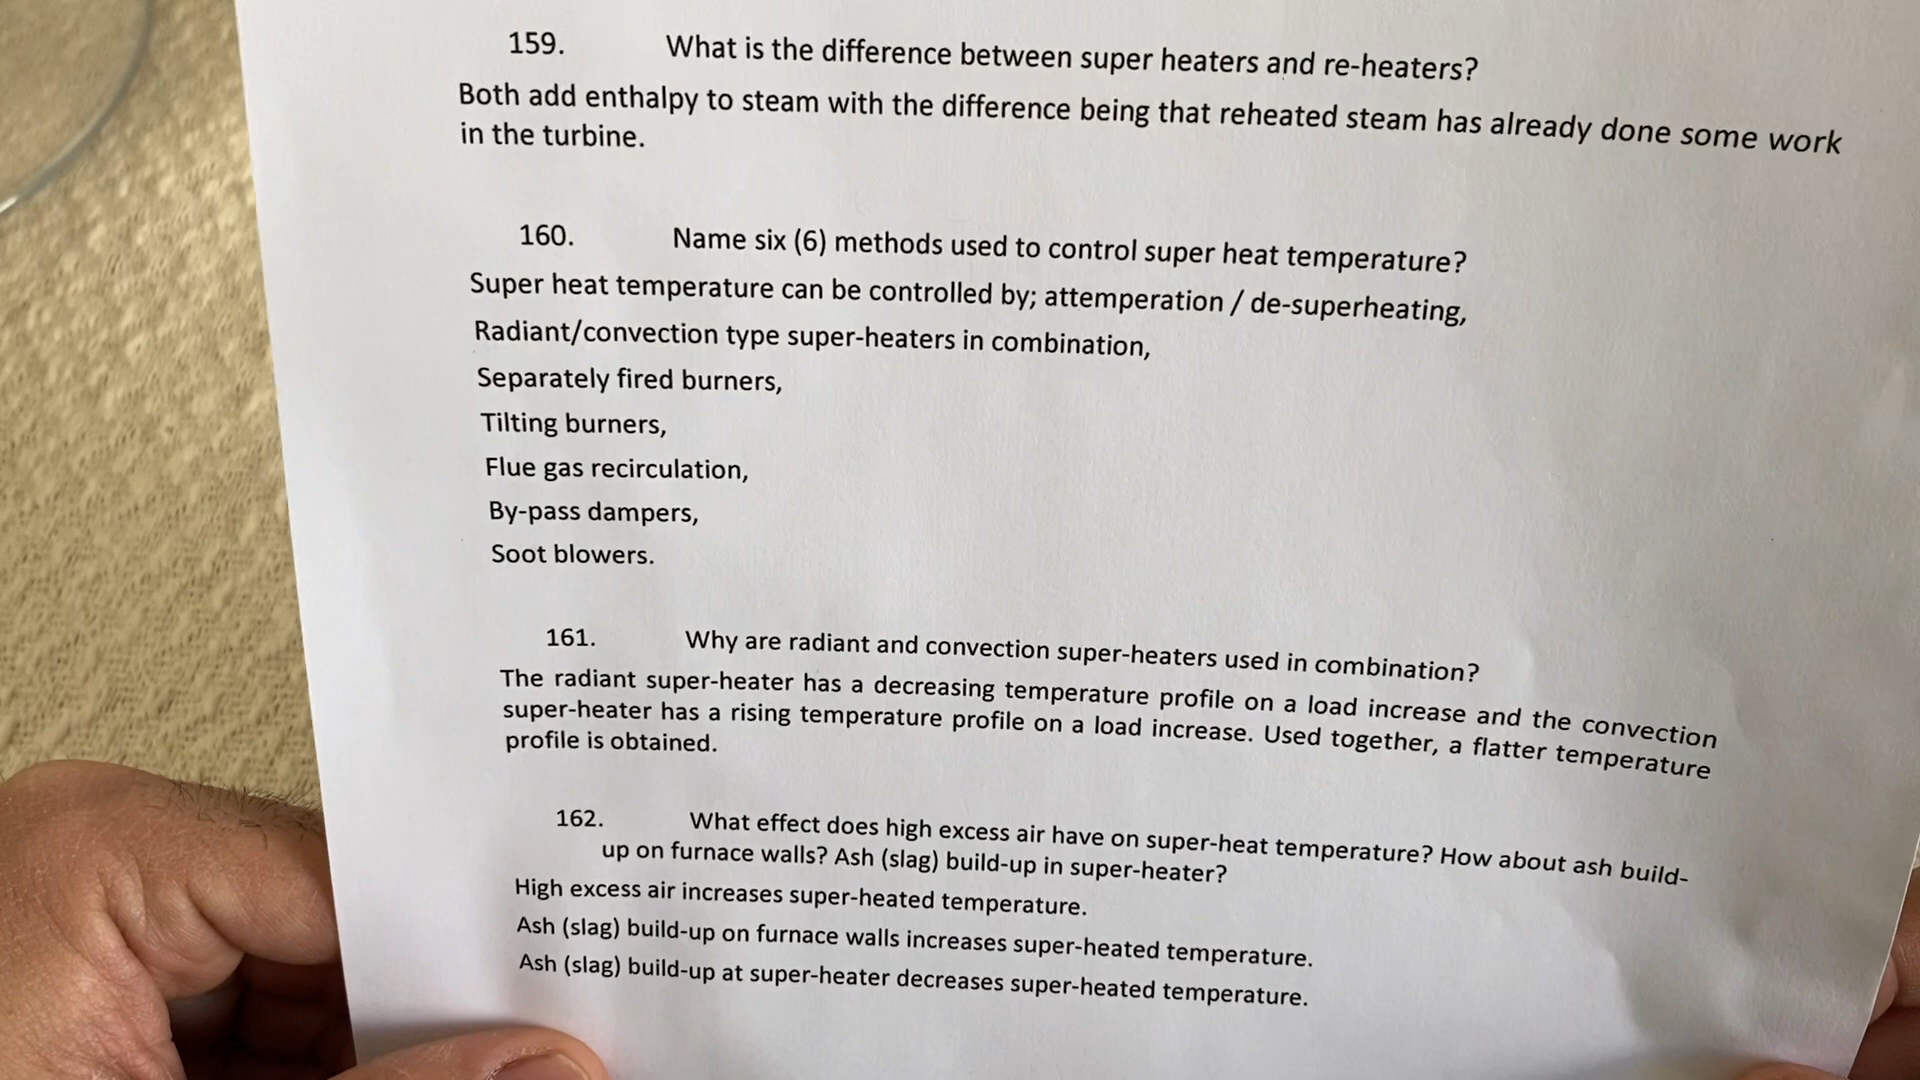 159. What is the difference between super heaters and re-heaters?
Both add enthalpy to steam with the difference being that reheated steam has already done some work
in the turbine.
160. Name six (6) methods used to control super heat temperature?
Super heat temperature can be controlled by; attemperation / de-superheating,
Radiant/convection type super-heaters in combination,
Separately fired burners,
Tilting burners,
Flue gas recirculation,
By-pass dampers,
Soot blowers.
161. Why are radiant and convection super-heaters used in combination?
The radiant super-heater has a decreasing temperature profile on a load increase and the convection
super-heater has a rising temperature profile on a load increase. Used together, a flatter temperature
profile is obtained.
162. What effect does high excess air have on super-heat temperature? How about ash build-
up on furnace walls? Ash (slag) build-up in super-heater?
High excess air increases super-heated temperature.
Ash (slag) build-up on furnace walls increases super-heated temperature.
Ash (slag) build-up at super-heater decreases super-heated temperature.